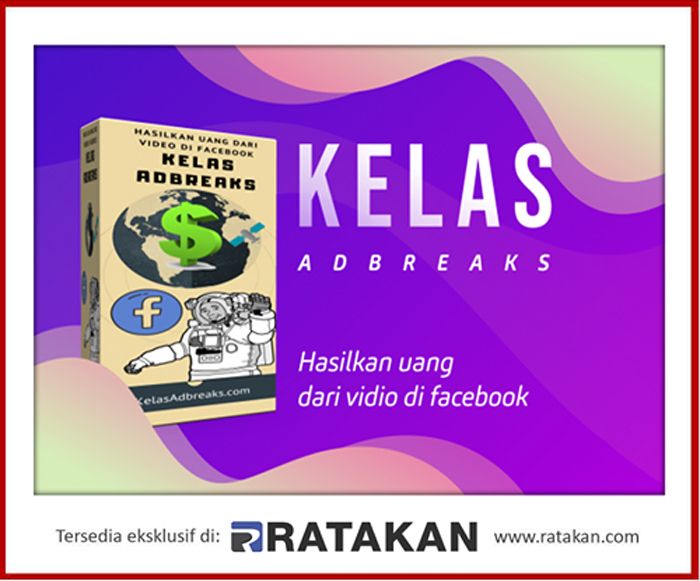 HASILKAN UANG DARI
VIDEO DI FACEBOOK
KELAS
ADBREAKS
KelasAdbreaks.com
KELAS
ADBREAKS
Hasilkan uang
dari vidio di facebook
Tersedia eksklusif di: RATAKAN www.ratakan.com